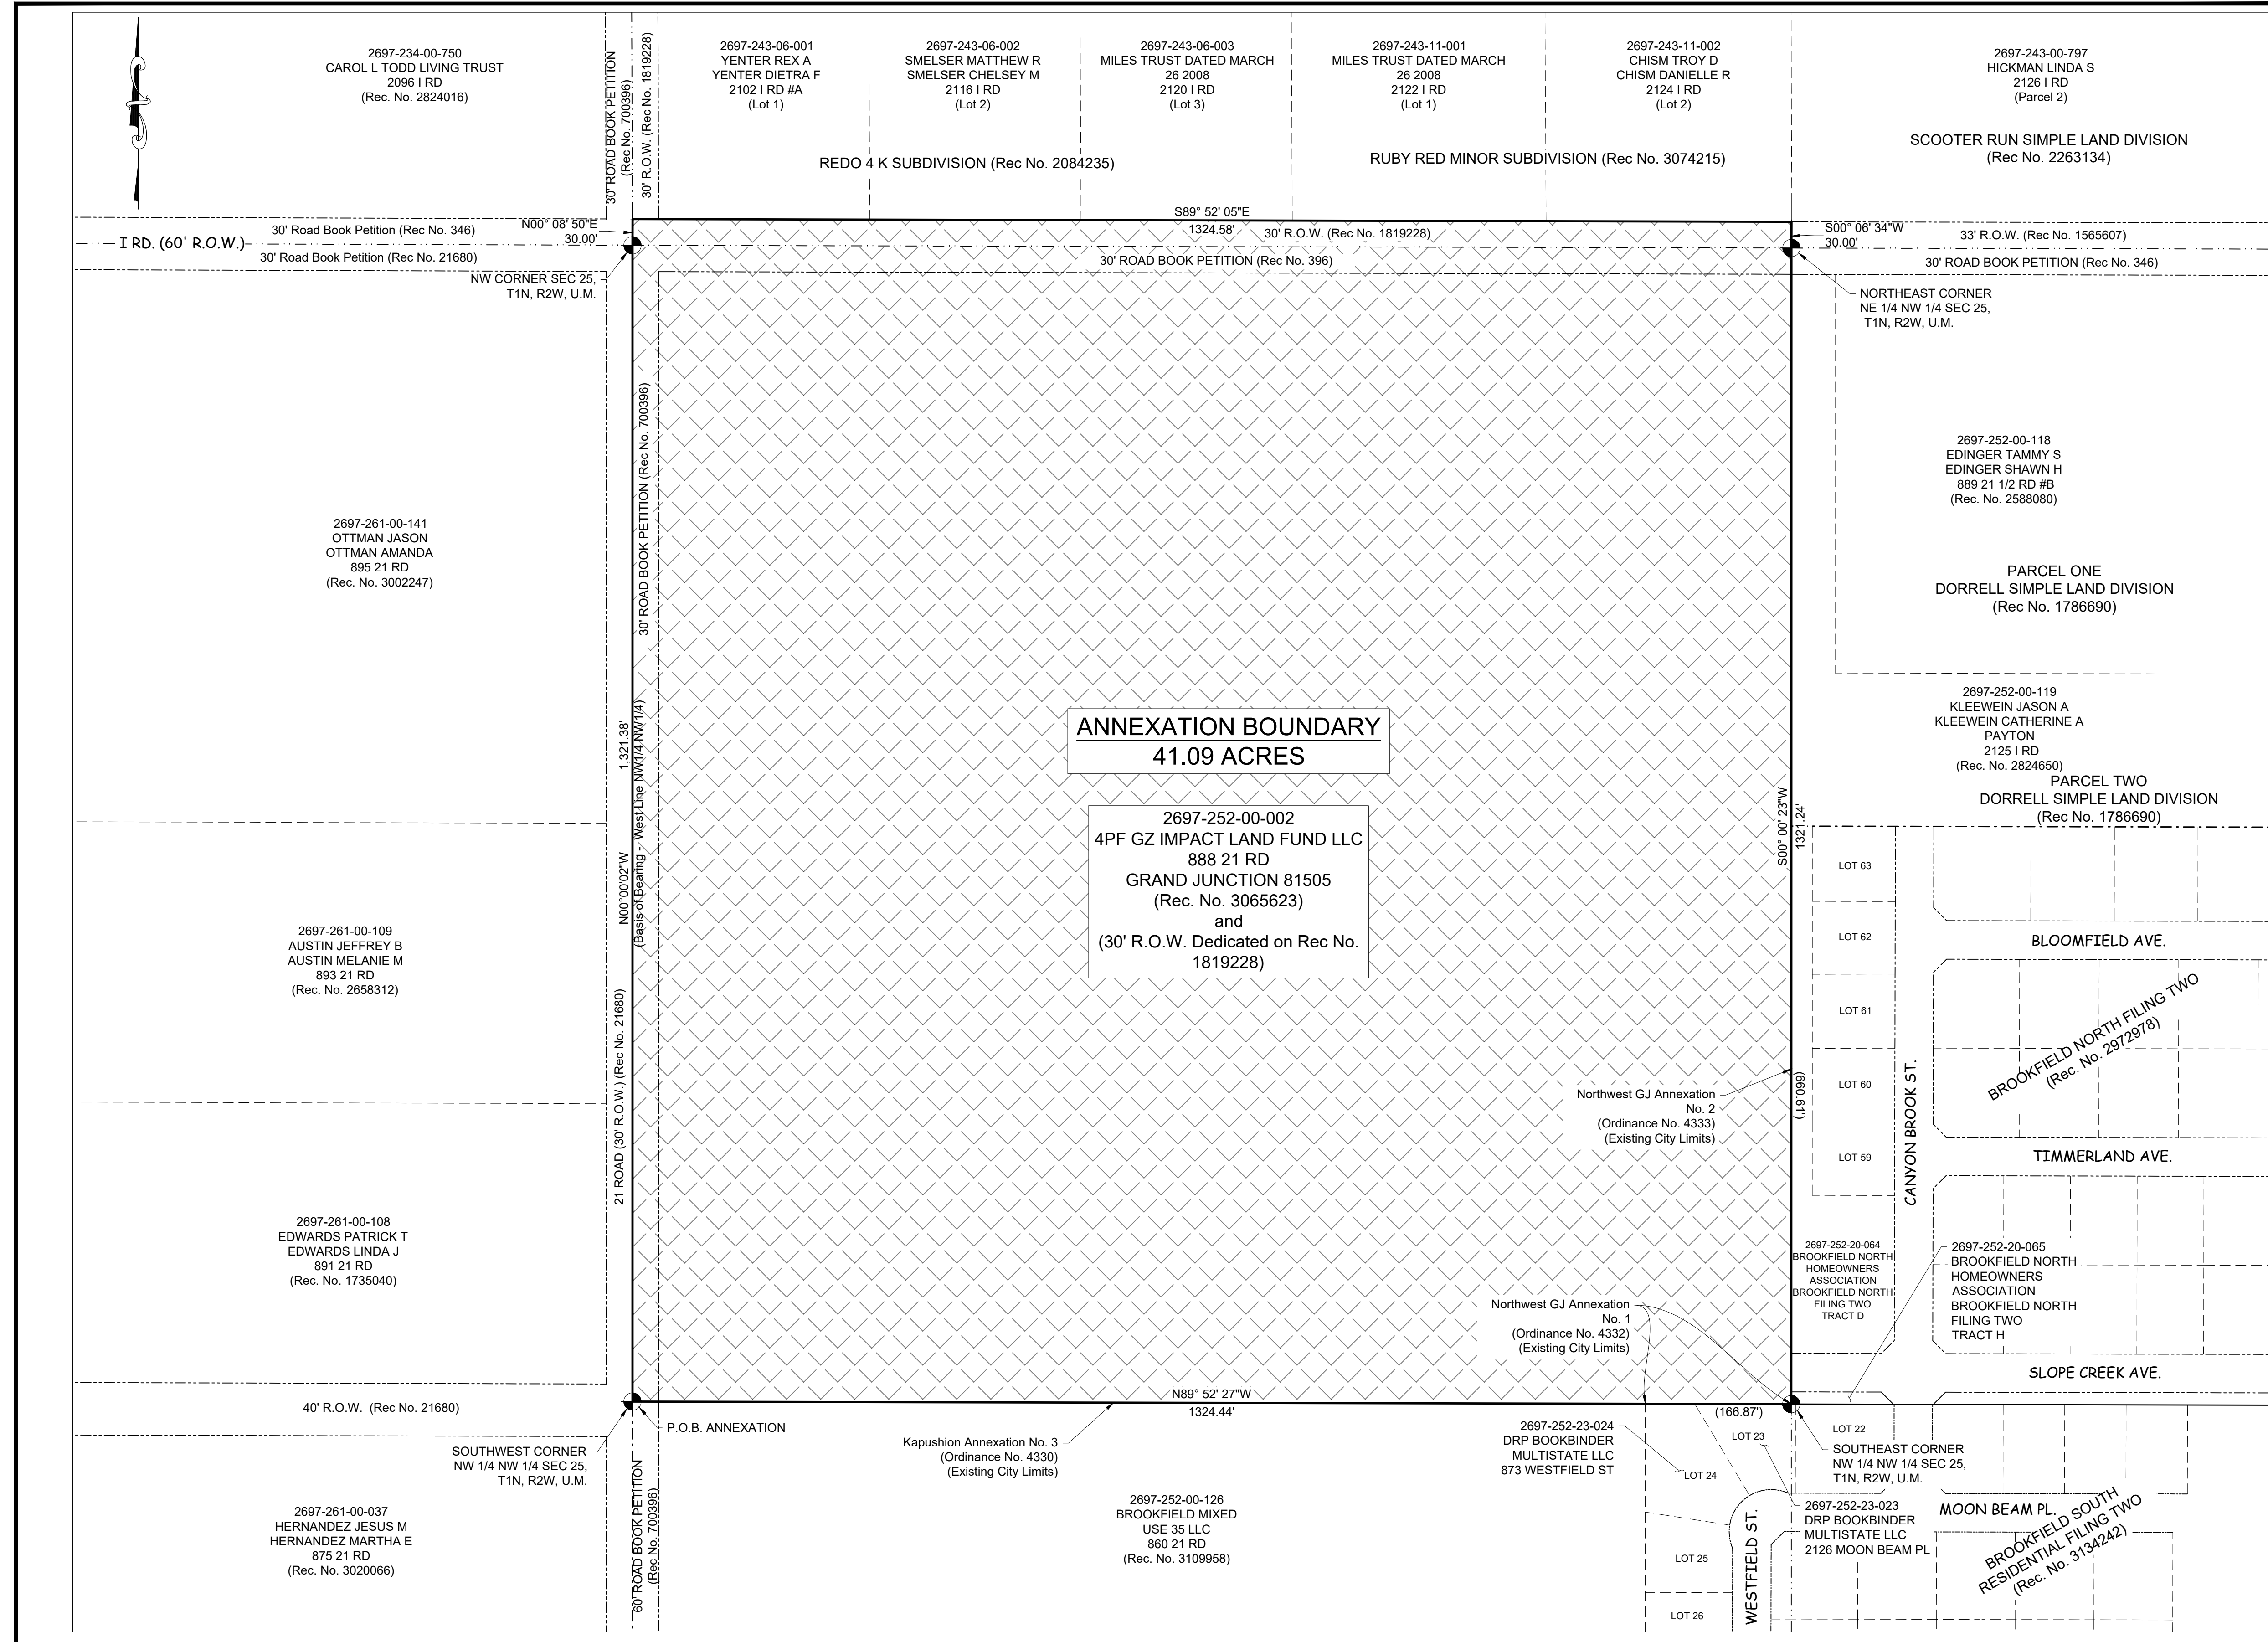 2697-234-00-750
CAROL L TODD LIVING TRUST
2096 I RD
(Rec. No. 2824016)
30' ROAD BOOK PETITION
(Rec No. 700396)
30' R.O.W. (Rec No. 1819228)
2697-243-06-001
YENTER REX A
YENTER DIETRA F
2102 I RD #A
(Lot 1)
2697-243-06-002
SMELSER MATTHEW R
SMELSER CHELSEY M
2116 I RD
(Lot 2)
2697-243-06-003
MILES TRUST DATED MARCH
26 2008
2120 I RD
(Lot 3)
2697-243-11-001
MILES TRUST DATED MARCH
26 2008
2122 I RD
(Lot 1)
2697-243-11-002
CHISM TROY D
CHISM DANIELLE R
2124 I RD
(Lot 2)
2697-243-00-797
HICKMAN LINDA S
2126 I RD
(Parcel 2)
REDO 4 K SUBDIVISION (Rec No. 2084235)
RUBY RED MINOR SUBDIVISION (Rec No. 3074215)
SCOOTER RUN SIMPLE LAND DIVISION
(Rec No. 2263134)
I RD. (60' R.O.W.)
30' Road Book Petition (Rec No. 346)
30' Road Book Petition (Rec No. 21680)
N00° 08' 50"E
30.00'
S89° 52' 05"E
1324.58'
30' R.O.W. (Rec No. 1819228)
30' ROAD BOOK PETITION (Rec No. 396)
S00° 06' 34"W
30.00'
33' R.O.W. (Rec No. 1565607)
30' ROAD BOOK PETITION (Rec No. 346)
NW CORNER SEC 25,
T1N, R2W, U.M.
NORTHEAST CORNER
NE 1/4 NW 1/4 SEC 25,
T1N, R2W, U.M.
30' ROAD BOOK PETITION (Rec No. 700396)
2697-252-00-118
EDINGER TAMMY S
EDINGER SHAWN H
889 21 1/2 RD #B
(Rec. No. 2588080)
PARCEL ONE
DORRELL SIMPLE LAND DIVISION
(Rec No. 1786690)
2697-261-00-141
OTTMAN JASON
OTTMAN AMANDA
895 21 RD
(Rec. No. 3002247)
2697-252-00-119
KLEEWEIN JASON A
KLEEWEIN CATHERINE A
PAYTON
2125 I RD
(Rec. No. 2824650)
PARCEL TWO
DORRELL SIMPLE LAND DIVISION
(Rec No. 1786690)
ANNEXATION BOUNDARY
41.09 ACRES
2697-252-00-002
4PF GZ IMPACT LAND FUND LLC
888 21 RD
GRAND JUNCTION 81505
(Rec. No. 3065623)
and
(30' R.O.W. Dedicated on Rec No.
1819228)
N00°00'02"W
1,321.38'
(Basis of Bearing - West Line NW1/4 NW1/4)
S00° 00' 23"W
1321.24'
21 ROAD (30' R.O.W.) (Rec No. 21680)
2697-261-00-109
AUSTIN JEFFREY B
AUSTIN MELANIE M
893 21 RD
(Rec. No. 2658312)
LOT 63
LOT 62
LOT 61
LOT 60
LOT 59
CANYON BROOK ST.
BLOOMFIELD AVE.
BROOKFIELD NORTH FILING TWO
(Rec. No. 2972978)
TIMMERLAND AVE.
Northwest GJ Annexation
No. 2
(Ordinance No. 4333)
(Existing City Limits)
(660.61')
2697-261-00-108
EDWARDS PATRICK T
EDWARDS LINDA J
891 21 RD
(Rec. No. 1735040)
2697-252-20-064
BROOKFIELD NORTH
HOMEOWNERS
ASSOCIATION
BROOKFIELD NORTH
FILING TWO
TRACT D
2697-252-20-065
BROOKFIELD NORTH
HOMEOWNERS
ASSOCIATION
BROOKFIELD NORTH
FILING TWO
TRACT H
Northwest GJ Annexation
No. 1
(Ordinance No. 4332)
(Existing City Limits)
SLOPE CREEK AVE.
40' R.O.W. (Rec No. 21680)
N89° 52' 27"W
1324.44'
(166.87')
P.O.B. ANNEXATION
SOUTHWEST CORNER
NW 1/4 NW 1/4 SEC 25,
T1N, R2W, U.M.
Kapushion Annexation No. 3
(Ordinance No. 4330)
(Existing City Limits)
2697-252-23-024
DRP BOOKBINDER
MULTISTATE LLC
873 WESTFIELD ST
LOT 24
LOT 23
LOT 22
SOUTHEAST CORNER
NW 1/4 NW 1/4 SEC 25,
T1N, R2W, U.M.
2697-261-00-037
HERNANDEZ JESUS M
HERNANDEZ MARTHA E
875 21 RD
(Rec. No. 3020066)
60' ROAD BOOK PETITION
(Rec No. 700396)
2697-252-00-126
BROOKFIELD MIXED
USE 35 LLC
860 21 RD
(Rec. No. 3109958)
LOT 25
LOT 26
WESTFIELD ST.
2697-252-23-023
DRP BOOKBINDER
MULTISTATE LLC
2126 MOON BEAM PL
MOON BEAM PL.
BROOKFIELD SOUTH
RESIDENTIAL FILING TWO
(Rec. No. 3134242)